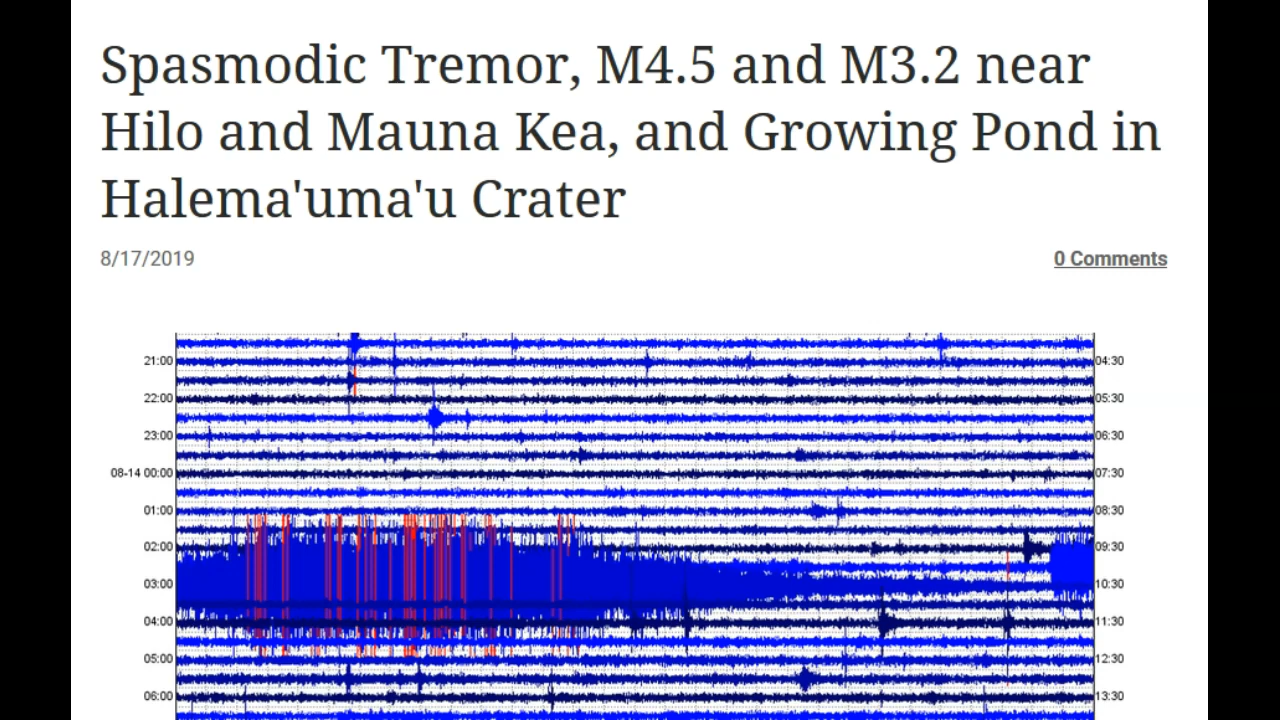 Spasmodic Tremor, M4.5 and M3.2 near
Hilo and Mauna Kea, and Growing Pond in
Halema'uma'u Crater
8/17/2019 0 Comments
21:00 04:30
22:00 05:30
23:00 06:30
08-14 00:00 07:30
01:00 08:30
02:00 09:30
03:00 10:30
04:00 11:30
05:00 12:30
06:00 13:30